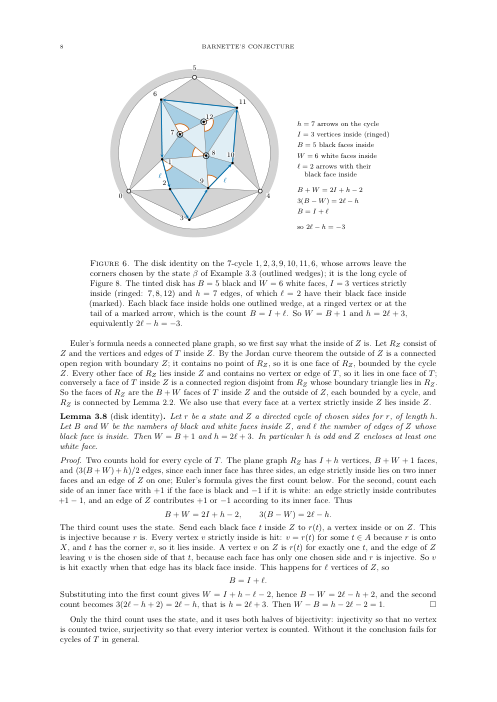 8
BARNETTE'S CONJECTURE
5
6
11
12
7
8
10
1
9
2
ℓ
ℓ
0
4
3
h = 7 arrows on the cycle
I = 3 vertices inside (ringed)
B = 5 black faces inside
W = 6 white faces inside
ℓ = 2 arrows with their
black face inside
B + W = 2I + h − 2
3(B − W) = 2ℓ − h
B = I + ℓ
so 2ℓ − h = −3
FIGURE 6. The disk identity on the 7-cycle 1, 2, 3, 9, 10, 11, 6, whose arrows leave the
corners chosen by the state β of Example 3.3 (outlined wedges); it is the long cycle of
Figure 8. The tinted disk has B = 5 black and W = 6 white faces, I = 3 vertices strictly
inside (ringed: 7, 8, 12) and h = 7 edges, of which ℓ = 2 have their black face inside
(marked). Each black face inside holds one outlined wedge, at a ringed vertex or at the
tail of a marked arrow, which is the count B = I + ℓ. So W = B + 1 and h = 2ℓ + 3,
equivalently 2ℓ − h = −3.
Euler's formula needs a connected plane graph, so we first say what the inside of Z is. Let R_Z consist of
Z and the vertices and edges of T inside Z. By the Jordan curve theorem the outside of Z is a connected
open region with boundary Z; it contains no point of R_Z, so it is one face of R_Z, bounded by the cycle
Z. Every other face of R_Z lies inside Z and contains no vertex or edge of T, so it lies in one face of T;
conversely a face of T inside Z is a connected region disjoint from R_Z whose boundary triangle lies in R_Z.
So the faces of R_Z are the B + W faces of T inside Z and the outside of Z, each bounded by a cycle, and
R_Z is connected by Lemma 2.2. We also use that every face at a vertex strictly inside Z lies inside Z.
Lemma 3.8 (disk identity). Let r be a state and Z a directed cycle of chosen sides for r, of length h.
Let B and W be the numbers of black and white faces inside Z, and ℓ the number of edges of Z whose
black face is inside. Then W = B + 1 and h = 2ℓ + 3. In particular h is odd and Z encloses at least one
white face.
Proof. Two counts hold for every cycle of T. The plane graph R_Z has I + h vertices, B + W + 1 faces,
and (3(B + W) + h)/2 edges, since each inner face has three sides, an edge strictly inside lies on two inner
faces and an edge of Z on one; Euler's formula gives the first count below. For the second, count each
side of an inner face with +1 if the face is black and −1 if it is white: an edge strictly inside contributes
+1 − 1, and an edge of Z contributes +1 or −1 according to its inner face. Thus
B + W = 2I + h − 2, 3(B − W) = 2ℓ − h.
The third count uses the state. Send each black face t inside Z to r(t), a vertex inside or on Z. This
is injective because r is. Every vertex v strictly inside is hit: v = r(t) for some t ∈ A because r is onto
X, and t has the corner v, so it lies inside. A vertex v on Z is r(t) for exactly one t, and the edge of Z
leaving v is the chosen side of that t, because each face has only one chosen side and r is injective. So v
is hit exactly when that edge has its black face inside. This happens for ℓ vertices of Z, so
B = I + ℓ.
Substituting into the first count gives W = I + h − ℓ − 2, hence B − W = 2ℓ − h + 2, and the second
count becomes 3(2ℓ − h + 2) = 2ℓ − h, that is h = 2ℓ + 3. Then W − B = h − 2ℓ − 2 = 1. □
Only the third count uses the state, and it uses both halves of bijectivity: injectivity so that no vertex
is counted twice, surjectivity so that every interior vertex is counted. Without it the conclusion fails for
cycles of T in general.